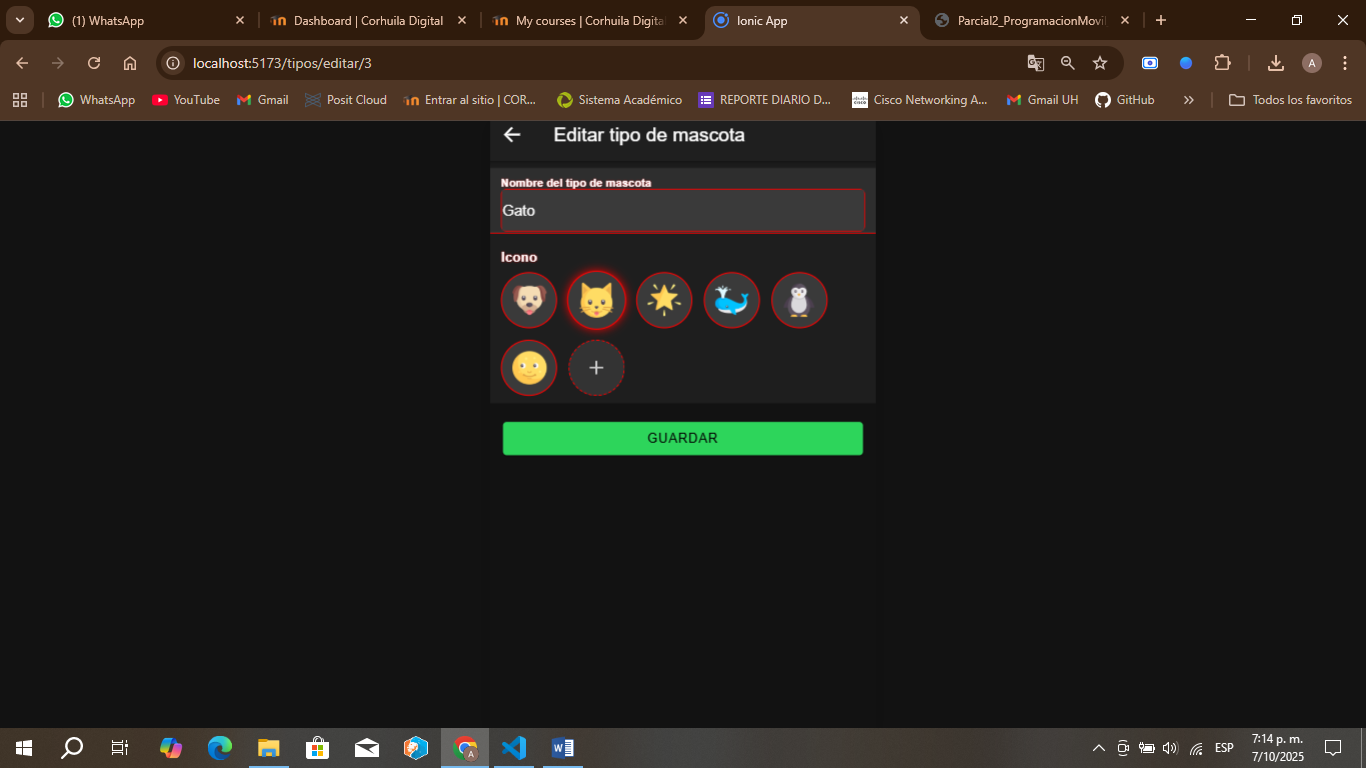 (1) WhatsApp
Dashboard | Corhuila Digital
My courses | Corhuila Digita
Ionic App
Parcial2_ProgramacionMovi
localhost:5173/tipos/editar/3
A
WhatsApp
YouTube
Gmail
Posit Cloud
Entrar al sitio | COR...
Sistema Académico
REPORTE DIARIO D...
Cisco Networking A...
Gmail UH
GitHub
Todos los favoritos
Editar tipo de mascota
Nombre del tipo de mascota
Gato
Icono
+
GUARDAR
ESP
7:14 p. m.
7/10/2025